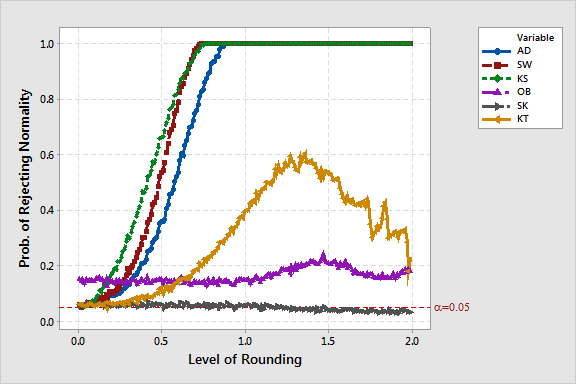 Variable
AD
SW
KS
OB
SK
KT
Prob. of Rejecting Normality
1.0
0.8
0.6
0.4
0.2
0.0
α=0.05
0.0 0.5 1.0 1.5 2.0
Level of Rounding